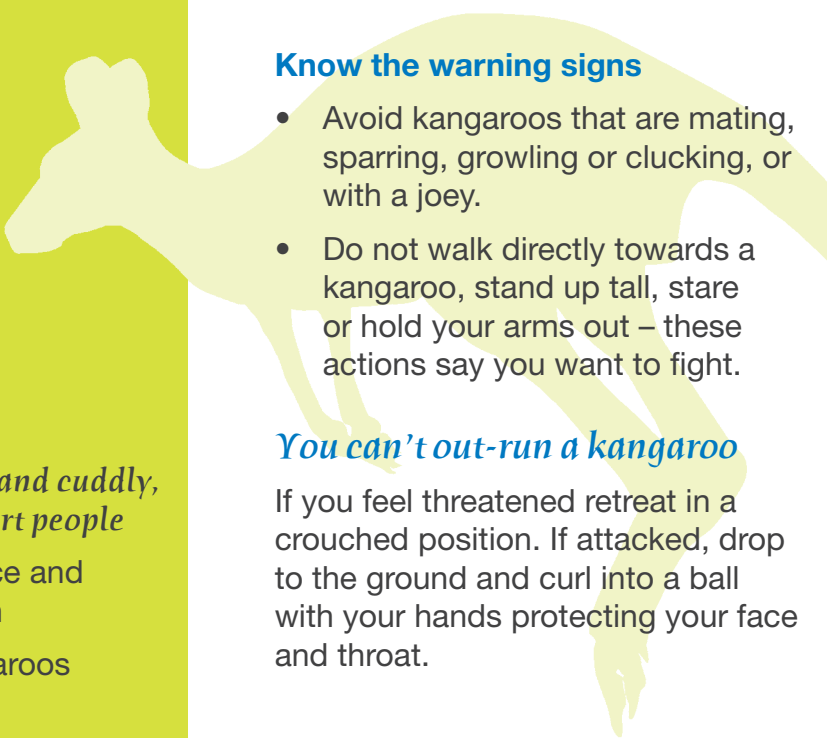 and cuddly,
people
and
Know the warning signs
• Avoid kangaroos that are mating,
sparring, growling or clucking, or
with a joey.
• Do not walk directly towards a
kangaroo, stand up tall, stare
or hold your arms out – these
actions say you want to fight.
You can't out-run a kangaroo
If you feel threatened retreat in a
crouched position. If attacked, drop
to the ground and curl into a ball
with your hands protecting your face
and throat.